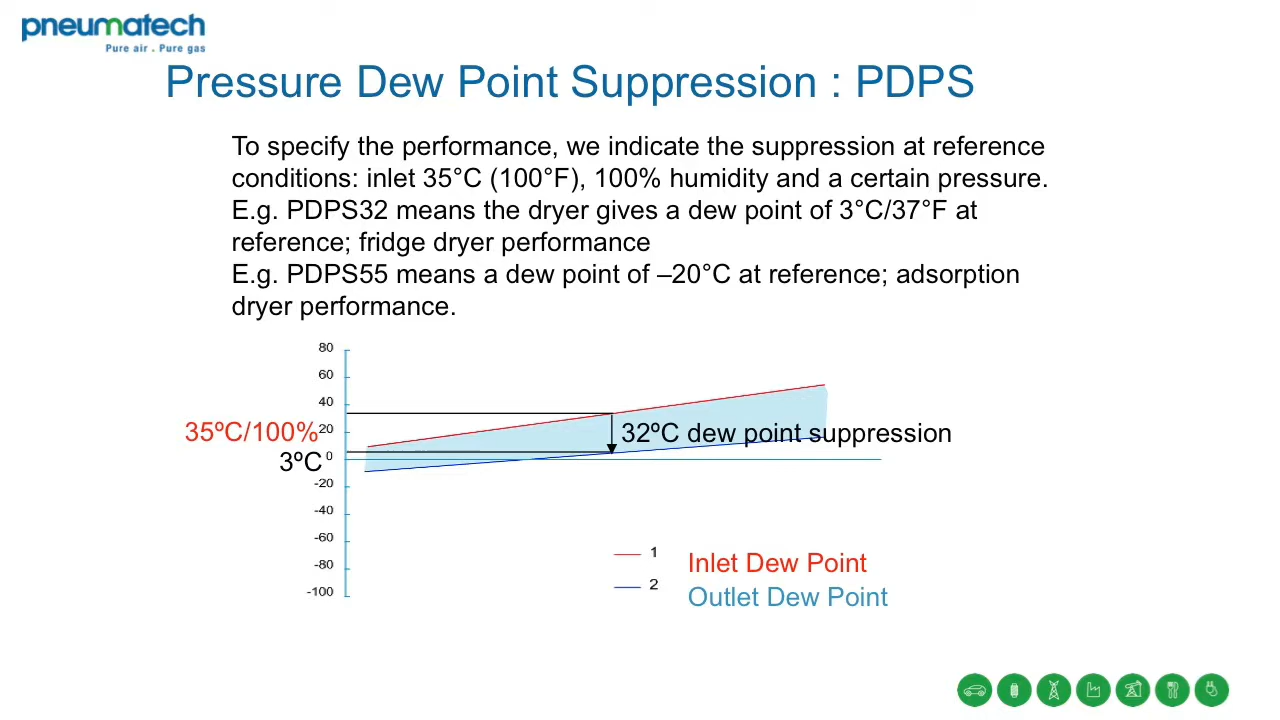 pneumatech
Pure air . Pure gas
Pressure Dew Point Suppression : PDPS
To specify the performance, we indicate the suppression at reference
conditions: inlet 35°C (100°F), 100% humidity and a certain pressure.
E.g. PDPS32 means the dryer gives a dew point of 3°C/37°F at
reference; fridge dryer performance
E.g. PDPS55 means a dew point of –20°C at reference; adsorption
dryer performance.
80
60
40
35ºC/100%
20
32ºC dew point suppression
3ºC
0
-20
-40
-60
-80
-100
1
Inlet Dew Point
2
Outlet Dew Point